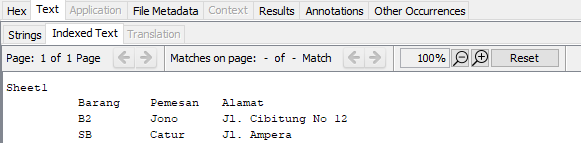 Hex Text Application File Metadata Context Results Annotations Other Occurrences
Strings Indexed Text Translation
Page: 1 of 1 Page Matches on page: - of - Match 100% Reset
Sheet1
Barang Pemesan Alamat
B2 Jono Jl. Cibitung No 12
SB Catur Jl. Ampera